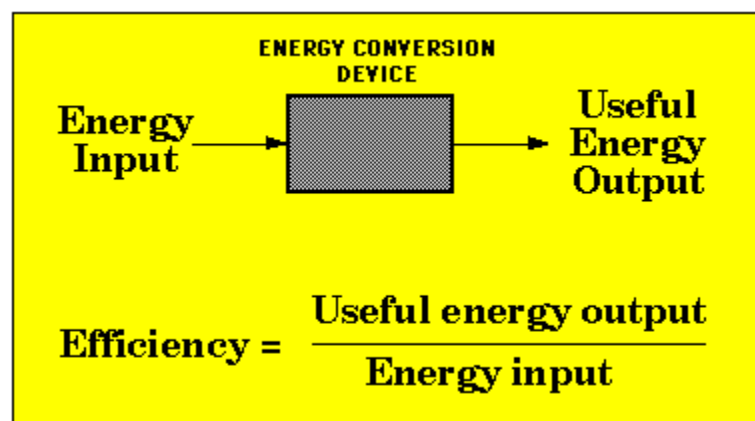 ENERGY CONVERSION
DEVICE
Energy
Input
Useful
Energy
Output
Efficiency =
Useful energy output
Energy input